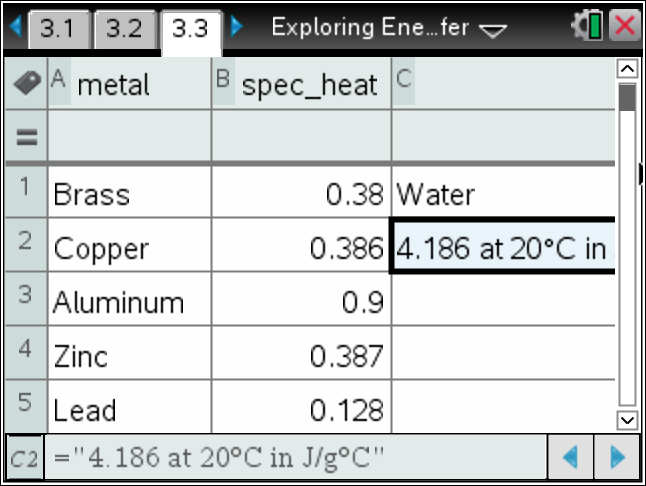 3.1 3.2 3.3 Exploring Ene...fer
A metal B spec_heat C
=
1 Brass 0.38 Water
2 Copper 0.386 4.186 at 20°C in
3 Aluminum 0.9
4 Zinc 0.387
5 Lead 0.128
C2 ="4.186 at 20°C in J/g°C"